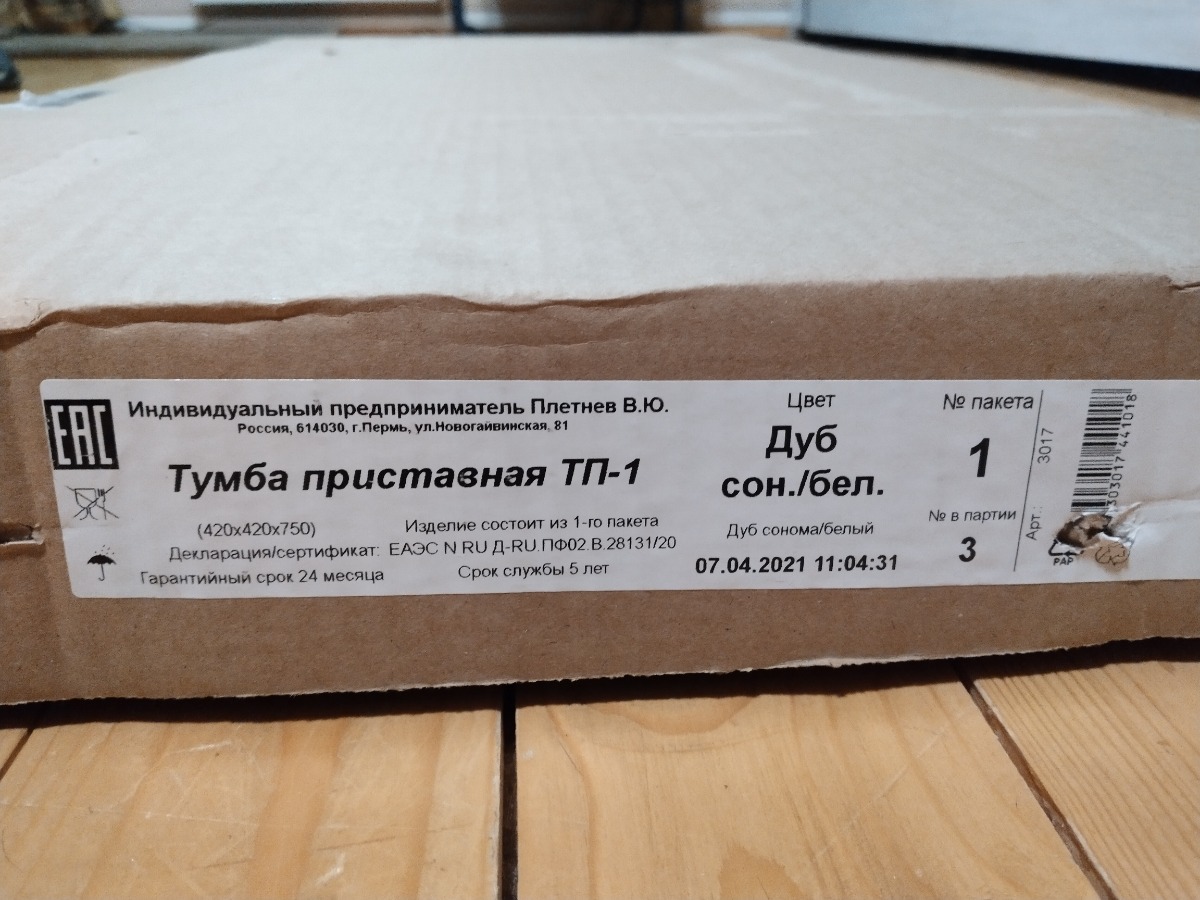 EAC
Индивидуальный предприниматель Плетнев В.Ю.
Россия, 614030, г.Пермь, ул.Новогайвинская, 81
Тумба приставная ТП-1
(420х420х750)
Изделие состоит из 1-го пакета
Декларация/сертификат: ЕАЭС N RU Д-RU.ПФ02.В.28131/20
Гарантийный срок 24 месяца
Срок службы 5 лет
Цвет
Дуб
сон./бел.
Дуб сонома/белый
07.04.2021 11:04:31
№ пакета
1
№ в партии
3
Арт.: 3017
303017 441018
PAP